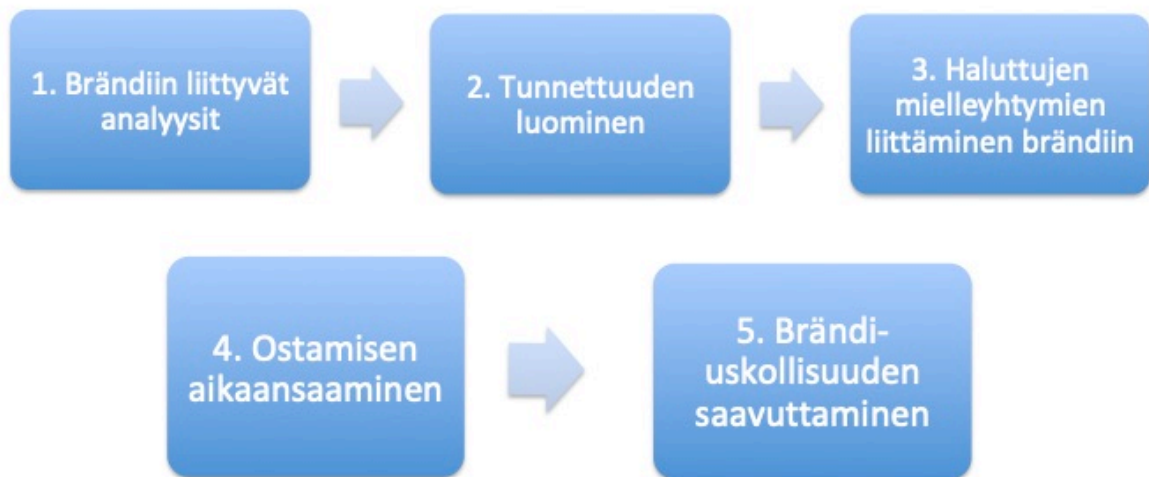 1. Brändiin liittyvät
analyysit
2. Tunnettuuden
luominen
3. Haluttujen
mielleyhtymien
liittäminen brändiin
4. Ostamisen
aikaansaaminen
5. Brändi-
uskollisuuden
saavuttaminen